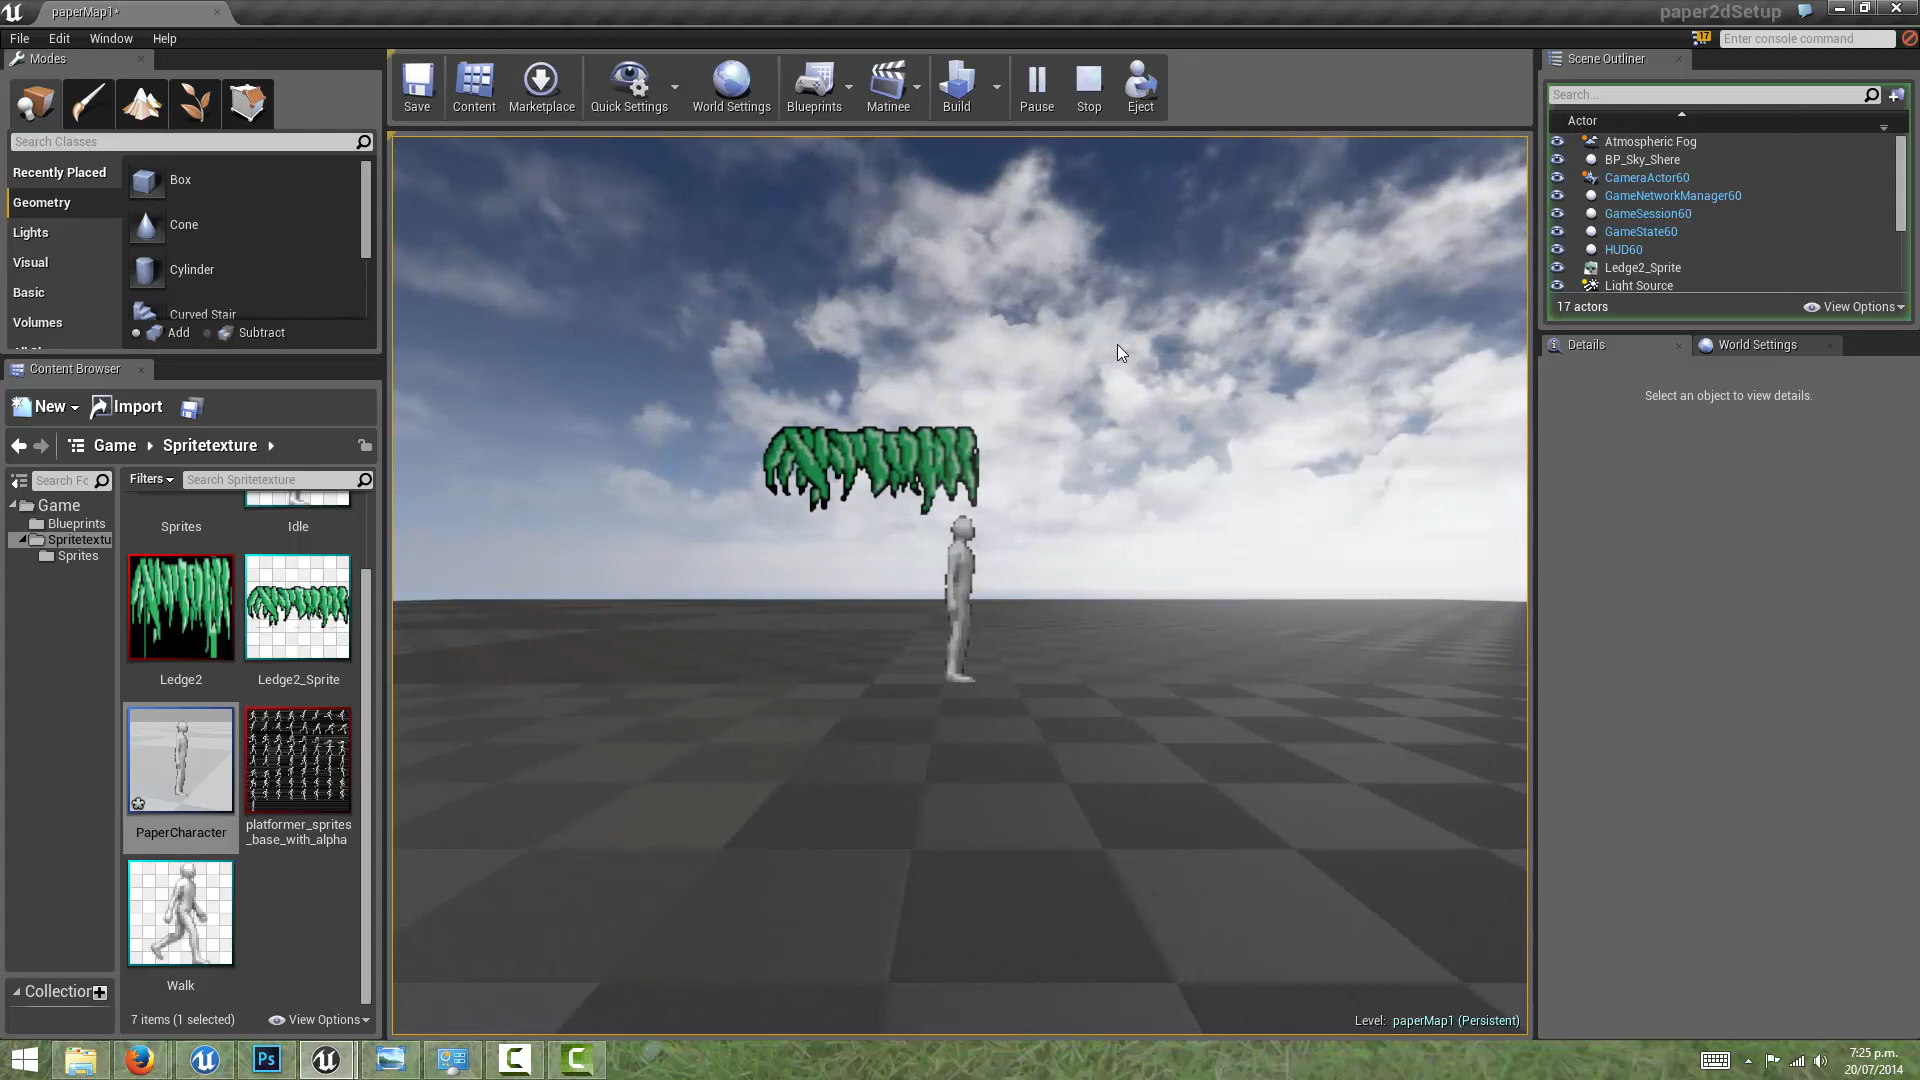 paperMap1*
paper2dSetup
File Edit Window Help
17
Enter console command
Modes
Save
Content
Marketplace
Quick Settings
World Settings
Blueprints
Matinee
Build
Pause
Stop
Eject
Search Classes
Recently Placed
Geometry
Lights
Visual
Basic
Volumes
Box
Cone
Cylinder
Curved Stair
Add
Subtract
Content Browser
New
Import
Game
Spritetexture
Search Fo
Filters
Search Spritetexture
Game
Blueprints
Spritetextu
Sprites
Sprites
Idle
Ledge2
Ledge2_Sprite
PaperCharacter
platformer_sprites
_base_with_alpha
Walk
Collection
7 items (1 selected)
View Options
Level: paperMap1 (Persistent)
Scene Outliner
Search...
Actor
Atmospheric Fog
BP_Sky_Shere
CameraActor60
GameNetworkManager60
GameSession60
GameState60
HUD60
Ledge2_Sprite
Light Source
17 actors
View Options
Details
World Settings
Select an object to view details.
Ps
7:25 p.m.
20/07/2014